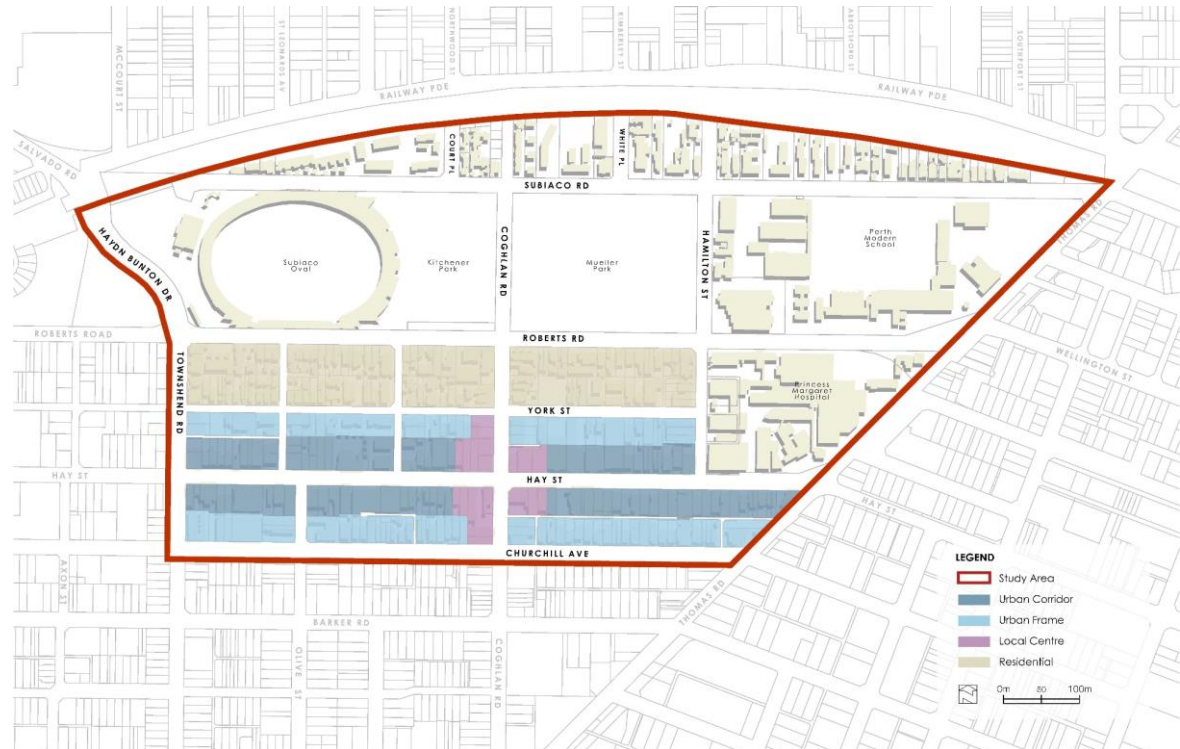 MCCOURT ST
ST LEONARDS AV
NORTHWOOD ST
KIMBERLEY ST
ABBOTSFORD ST
SOUTHPORT ST
RAILWAY PDE
RAILWAY PDE
SALVADO RD
COURT PL
WHITE PL
SUBIACO RD
THOMAS RD
HAYDN BUNTON DR
Subiaco
Oval
Kitchener
Park
COGHLAN RD
Mueller
Park
HAMILTON ST
Perth
Modern
School
ROBERTS ROAD
ROBERTS RD
WELLINGTON ST
TOWNSHEND RD
Princess
Margaret
Hospital
YORK ST
HAY ST
HAY ST
HAY ST
CHURCHILL AVE
AXON ST
BARKER RD
THOMAS RD
OLIVE ST
COGHLAN RD
LEGEND
Study Area
Urban Corridor
Urban Frame
Local Centre
Residential
N
0m 50 100m